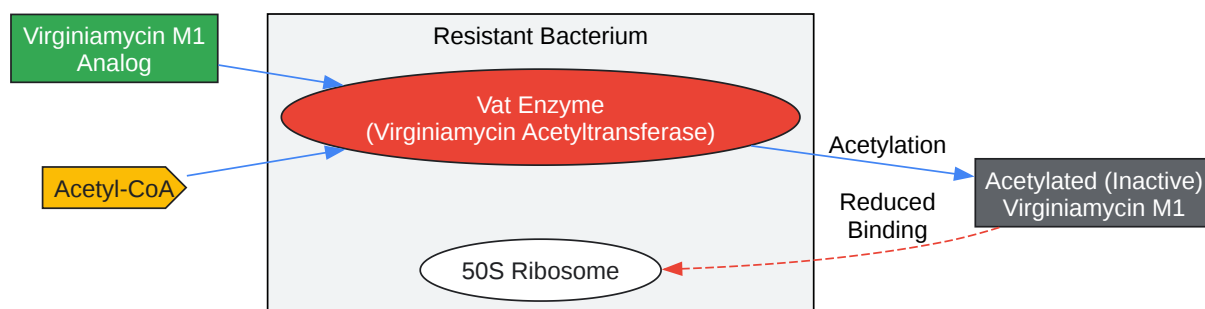 Virginiamycin M1
Analog
Resistant Bacterium
Vat Enzyme
(Virginiamycin Acetyltransferase)
Acetyl-CoA
Acetylation
Acetylated (Inactive)
Virginiamycin M1
Reduced
Binding
50S Ribosome